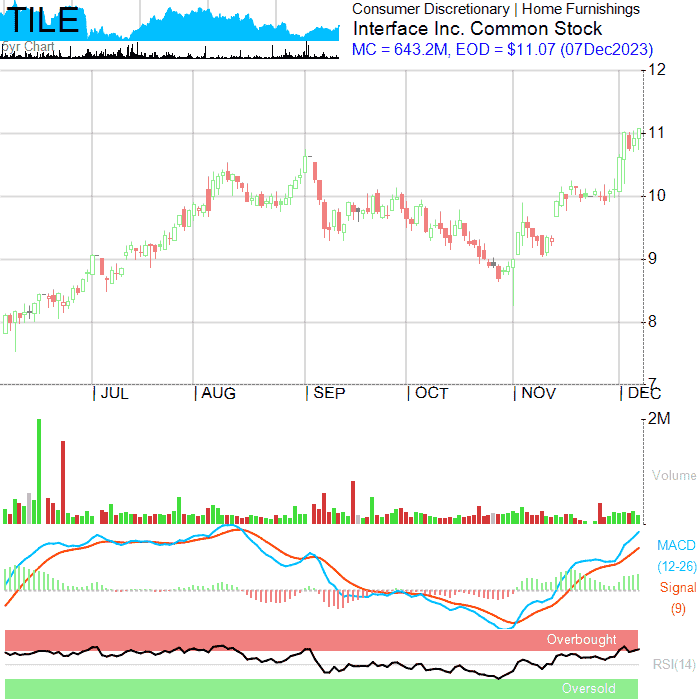 TILE
5yr Chart
Consumer Discretionary | Home Furnishings
Interface Inc. Common Stock
MC = 643.2M, EOD = $11.07 (07Dec2023)
12
11
10
9
8
7
JUL AUG SEP OCT NOV DEC
2M
Volume
MACD
(12-26)
Signal
(9)
Overbought
RSI(14)
Oversold